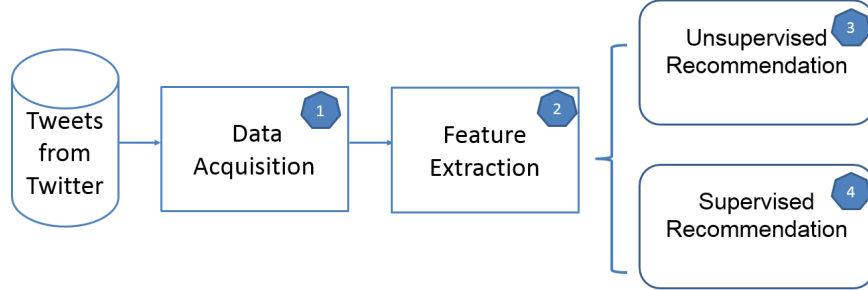 Tweets
from
Twitter
1
Data
Acquisition
2
Feature
Extraction
3
Unsupervised
Recommendation
4
Supervised
Recommendation